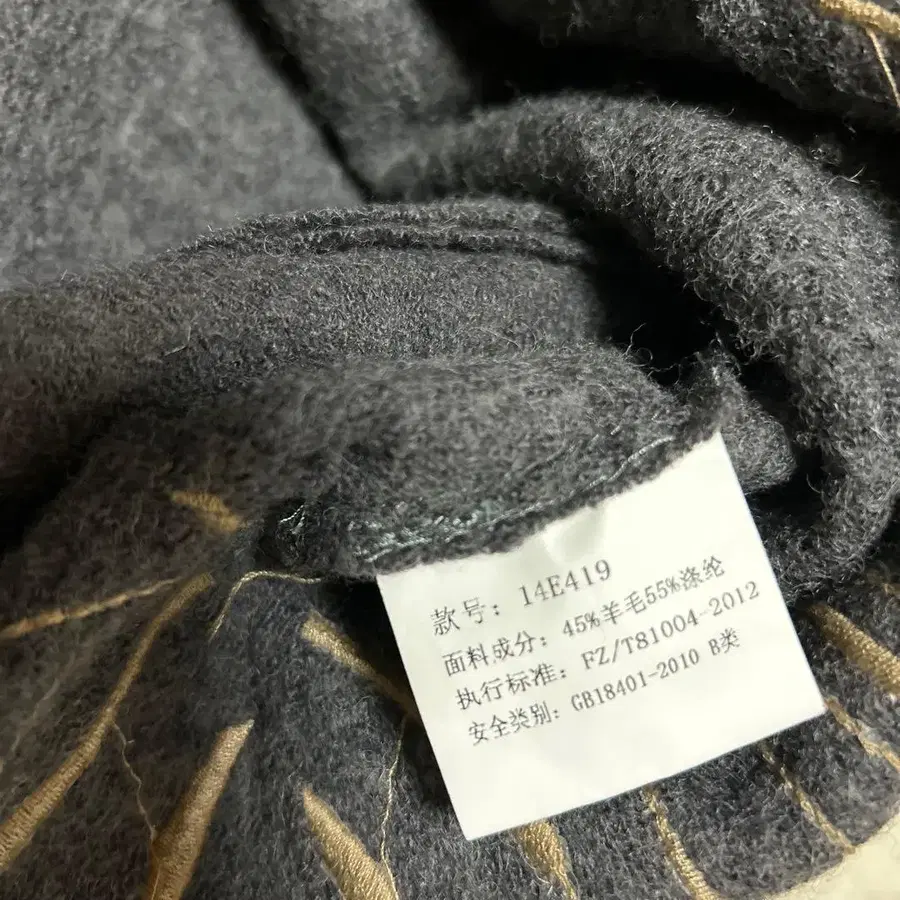 款号: 14E419
面料成分: 45%羊毛55%涤纶
执行标准: FZ/T81004-2012
安全类别: GB18401-2010 B类